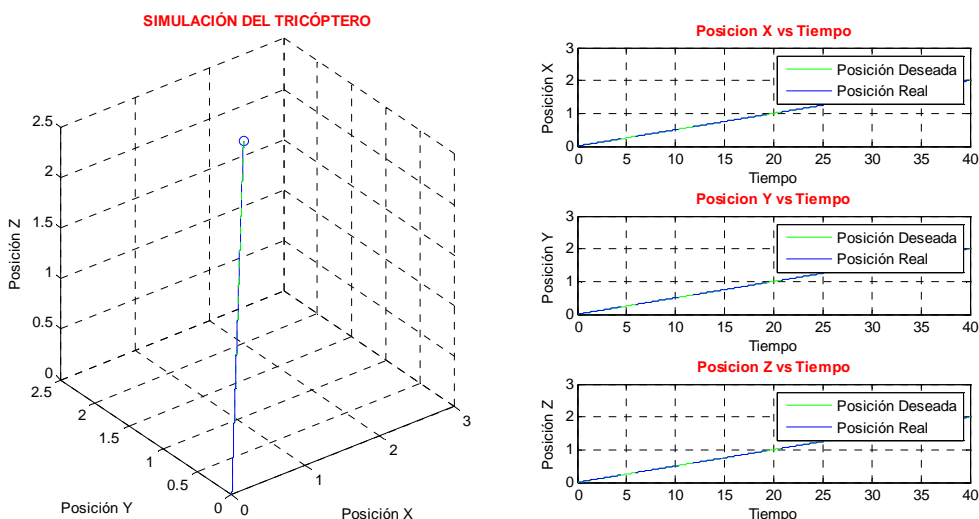 SIMULACIÓN DEL TRICÓPTERO
2.5
2
1.5
1
0.5
0
Posición Z
2.5
2
1.5
1
0.5
0
Posición Y
0
1
2
3
Posición X
Posicion X vs Tiempo
3
2
1
0
Posición X
Posición Deseada
Posición Real
0 5 10 15 20 25 30 35 40
Tiempo
Posicion Y vs Tiempo
3
2
1
0
Posición Y
Posición Deseada
Posición Real
0 5 10 15 20 25 30 35 40
Tiempo
Posicion Z vs Tiempo
3
2
1
0
Posición Z
Posición Deseada
Posición Real
0 5 10 15 20 25 30 35 40
Tiempo